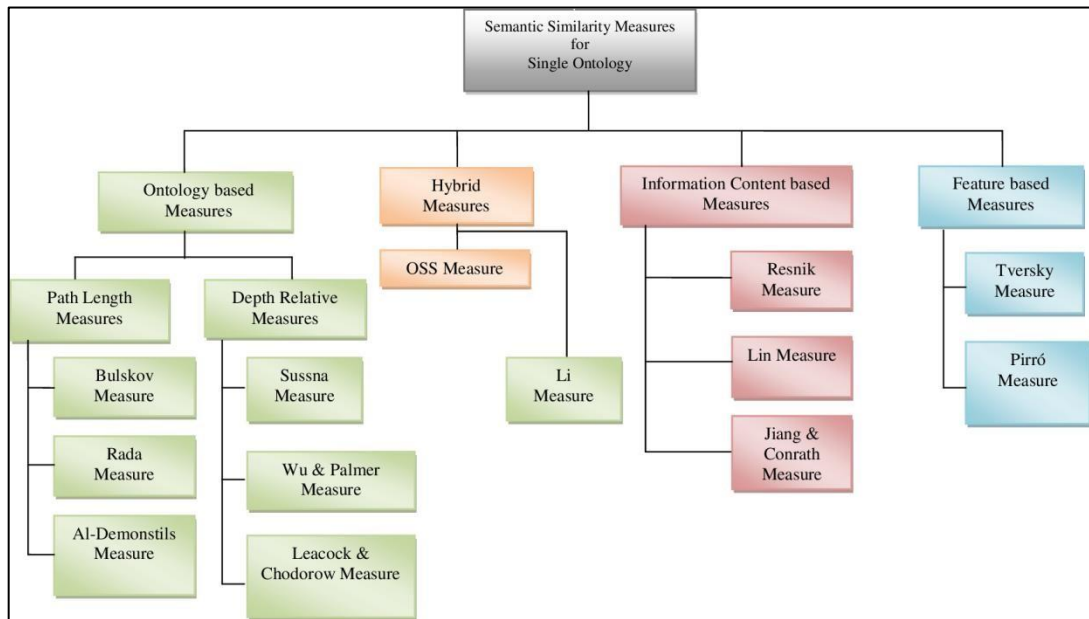 Semantic Similarity Measures
for
Single Ontology
Ontology based
Measures
Hybrid
Measures
Information Content based
Measures
Feature based
Measures
OSS Measure
Path Length
Measures
Depth Relative
Measures
Resnik
Measure
Tversky
Measure
Bulskov
Measure
Sussna
Measure
Li
Measure
Lin Measure
Pirró
Measure
Rada
Measure
Wu & Palmer
Measure
Jiang &
Conrath
Measure
Al-Demonstils
Measure
Leacock &
Chodorow Measure